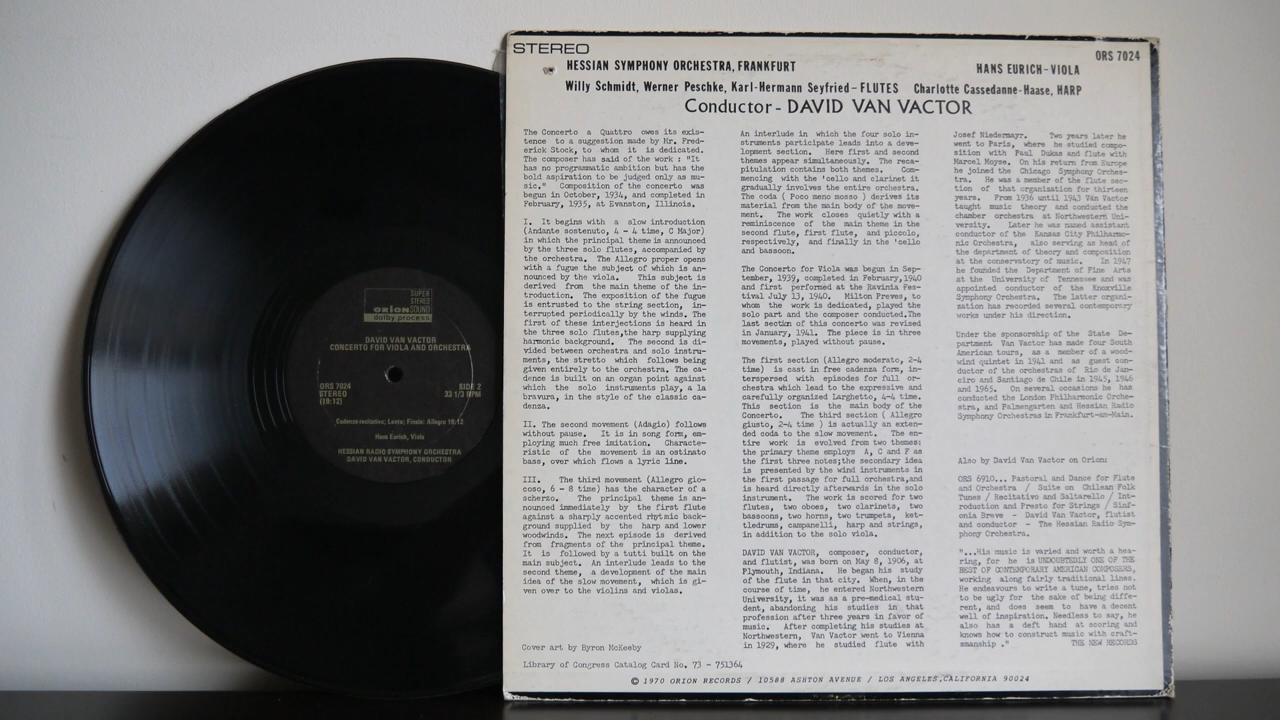 SUPER
STEREO
orion SOUND
dolby process
DAVID VAN VACTOR
CONCERTO FOR VIOLA AND ORCHESTRA
ORS 7024
STEREO
(19:12)
SIDE 2
33 1/3 RPM
Cadenza-recitative; Lento; Finale: Allegro 19:12
Hans Eurich, Viola
HESSIAN RADIO SYMPHONY ORCHESTRA
DAVID VAN VACTOR, CONDUCTOR
STEREO
ORS 7024
HESSIAN SYMPHONY ORCHESTRA, FRANKFURT
HANS EURICH-VIOLA
Willy Schmidt, Werner Peschke, Karl-Hermann Seyfried-FLUTES Charlotte Cassedanne-Haase, HARP
Conductor - DAVID VAN VACTOR
The Concerto a Quattro owes its exis-
tence to a suggestion made by Mr. Fred-
erick Stock, to whom it is dedicated.
The composer has said of the work : "It
has no programmatic ambition but has the
bold aspiration to be judged only as mu-
sic." Composition of the concerto was
begun in October, 1934, and completed in
February, 1935, at Evanston, Illinois.
I. It begins with a slow introduction
(Andante sostenuto, 4 - 4 time, C Major)
in which the principal theme is announced
by the three solo flutes, accompanied by
the orchestra. The Allegro proper opens
with a fugue the subject of which is an-
nounced by the viola. This subject is
derived from the main theme of the in-
troduction. The exposition of the fugue
is entrusted to the string section, in-
terrupted periodically by the winds. The
first of these interjections is heard in
the three solo flutes,the harp supplying
harmonic background. The second is di-
vided between orchestra and solo instru-
ments, the stretto which follows being
given entirely to the orchestra. The ca-
dence is built on an organ point against
which the solo instruments play, a la
bravura, in the style of the classic ca-
denza.
II. The second movement (Adagio) follows
without pause. It is in song form, em-
ploying much free imitation. Characte-
ristic of the movement is an ostinato
bass, over which flows a lyric line.
III. The third movement (Allegro gio-
coso, 6 - 8 time) has the character of a
scherzo. The principal theme is an-
nounced immediately by the first flute
against a sharply accented rhytmic back-
ground supplied by the harp and lower
woodwinds. The next episode is derived
from fragments of the principal theme.
It is followed by a tutti built on the
main subject. An interlude leads to the
second theme, a development of the main
idea of the slow movement, which is gi-
ven over to the violins and violas.
Cover art by Byron McKeeby
Library of Congress Catalog Card No. 73 - 751364
An interlude in which the four solo in-
struments participate leads into a deve-
lopment section. Here first and second
themes appear simultaneously. The reca-
pitulation contains both themes. Com-
mencing with the 'cello and clarinet it
gradually involves the entire orchestra.
The coda ( Poco meno mosso ) derives its
material from the main body of the move-
ment. The work closes quietly with a
reminiscence of the main theme in the
second flute, first flute, and piccolo,
respectively, and finally in the 'cello
and bassoon.
The Concerto for Viola was begun in Sep-
tember, 1939, completed in February,1940
and first performed at the Ravinia Fes-
tival July 13, 1940. Milton Preves, to
whom the work is dedicated, played the
solo part and the composer conducted.The
last section of this concerto was revised
in January, 1941. The piece is in three
movements, played without pause.
The first section (Allegro moderato, 2-4
time) is cast in free cadenza form, in-
terspersed with episodes for full or-
chestra which lead to the expressive and
carefully organized Larghetto, 4-4 time.
This section is the main body of the
Concerto. The third section ( Allegro
giusto, 2-4 time ) is actually an exten-
ded coda to the slow movement. The en-
tire work is evolved from two themes:
the primary theme employs A, C and F as
the first three notes;the secondary idea
is presented by the wind instruments in
the first passage for full orchestra,and
is heard directly afterwards in the solo
instrument. The work is scored for two
flutes, two oboes, two clarinets, two
bassoons, two horns, two trumpets, ket-
tledrums, campanelli, harp and strings,
in addition to the solo viola.
DAVID VAN VACTOR, composer, conductor,
and flutist, was born on May 8, 1906, at
Plymouth, Indiana. He began his study
of the flute in that city. When, in the
course of time, he entered Northwestern
University, it was as a pre-medical stu-
dent, abandoning his studies in that
profession after three years in favor of
music. After completing his studies at
Northwestern, Van Vactor went to Vienna
in 1929, where he studied flute with
Josef Niedermayr. Two years later he
went to Paris, where he studied compo-
sition with Paul Dukas and flute with
Marcel Moyse. On his return from Europe
he joined the Chicago Symphony Orches-
tra. He was a member of the flute sec-
tion of that organisation for thirteen
years. From 1936 until 1943 Van Vactor
taught music theory and conducted the
chamber orchestra at Northwestern Uni-
versity. Later he was named assistant
conductor of the Kansas City Philharmo-
nic Orchestra, also serving as head of
the department of theory and composition
at the conservatory of music. In 1947
he founded the Department of Fine Arts
at the University of Tennessee and was
appointed conductor of the Knoxville
Symphony Orchestra. The latter organi-
zation has recorded several contemporary
works under his direction.
Under the sponsorship of the State De-
partment Van Vactor has made four South
American tours, as a member of a wood-
wind quintet in 1941 and as guest con-
ductor of the orchestras of Rio de Jan-
eiro and Santiago de Chile in 1945, 1946
and 1965. On several occasions he has
conducted the London Philharmonic Orche-
stra, and Palmengarten and Hessian Radio
Symphony Orchestras in Frankfurt-am-Main.
Also by David Van Vactor on Orion:
ORS 6910... Pastoral and Dance for Flute
and Orchestra / Suite on Chilean Folk
Tunes / Recitativo and Saltarello / Int-
roduction and Presto for Strings / Sinf-
onia Breve - David Van Vactor, flutist
and conductor - The Hessian Radio Sym-
phony Orchestra.
"...His music is varied and worth a hea-
ring, for he is UNDOUBTEDLY ONE OF THE
BEST OF CONTEMPORARY AMERICAN COMPOSERS,
working along fairly traditional lines.
He endeavours to write a tune, tries not
to be ugly for the sake of being diffe-
rent, and does seem to have a decent
well of inspiration. Needless to say, he
also has a deft hand at scoring and
knows how to construct music with craft-
smanship ." THE NEW RECORDS
© 1970 ORION RECORDS / 10588 ASHTON AVENUE / LOS ANGELES,CALIFORNIA 90024